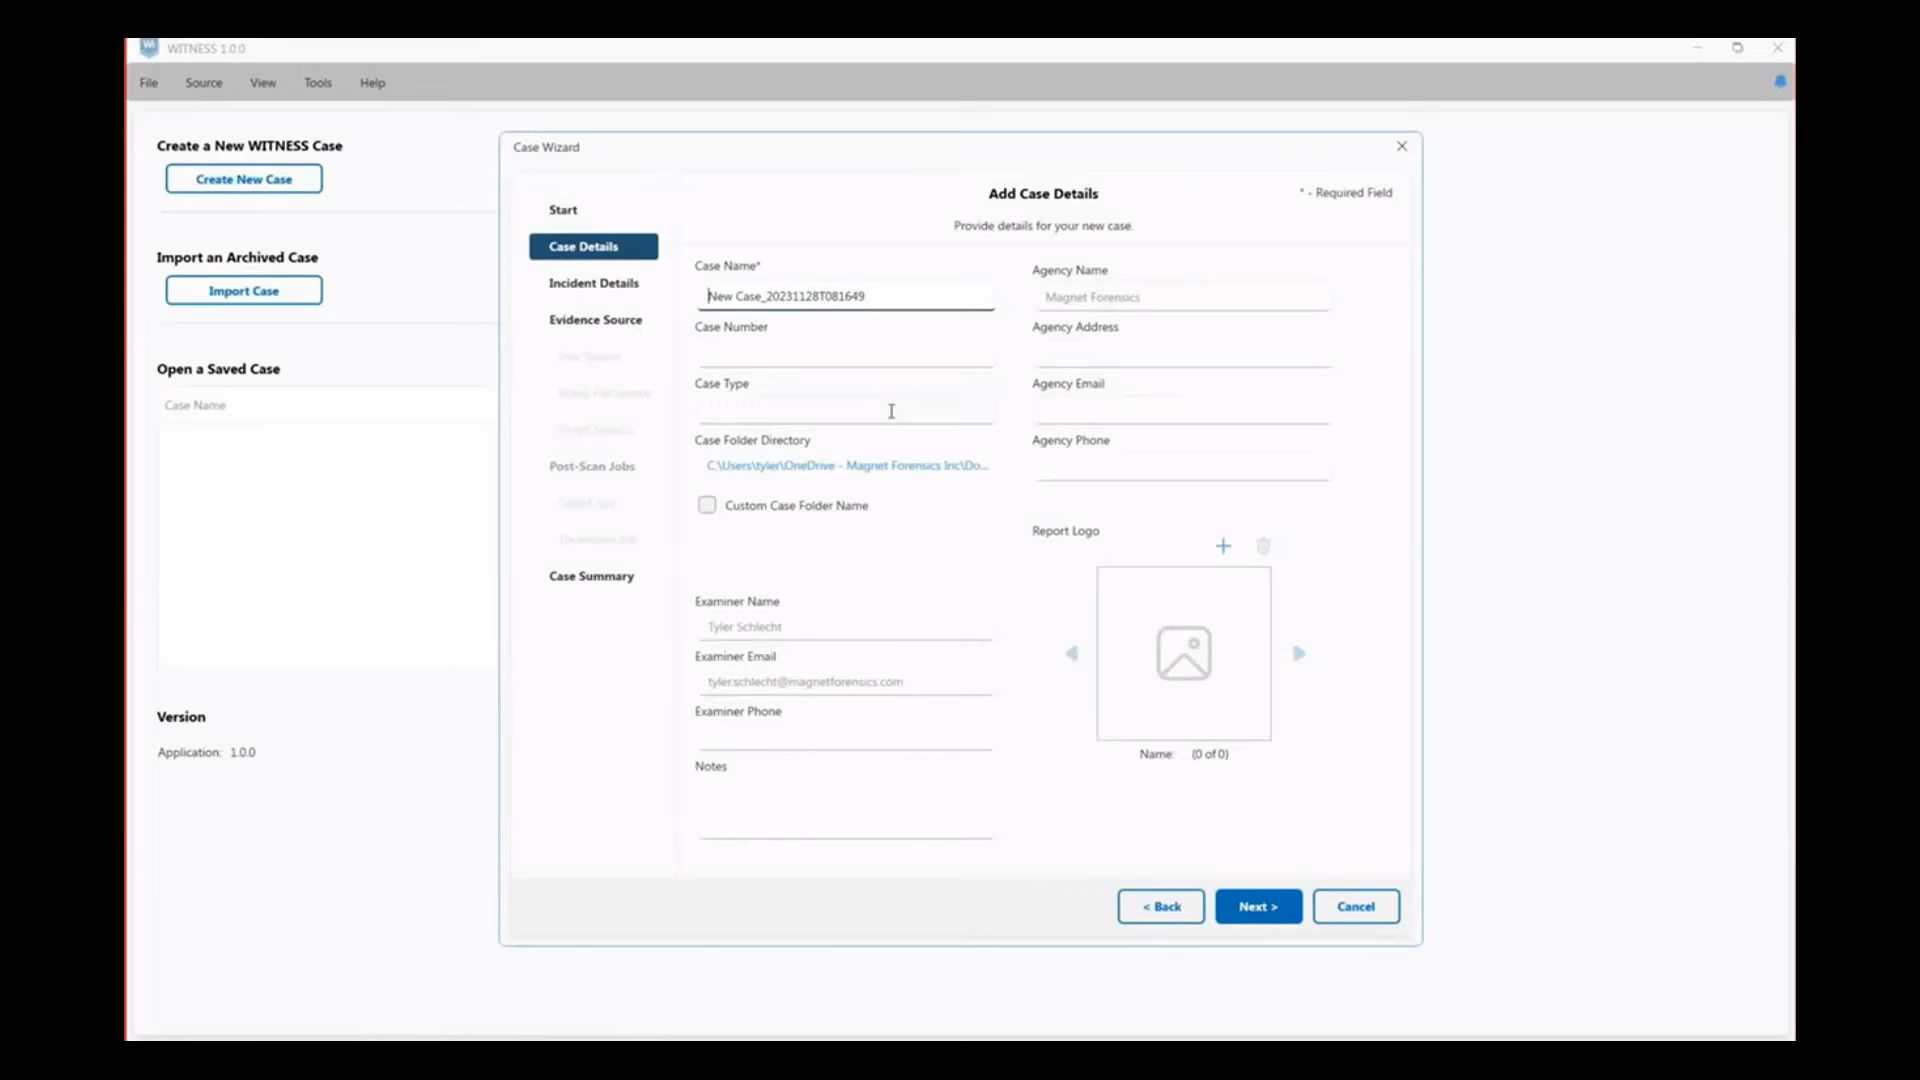 WITNESS 1.0.0
File Source View Tools Help
Create a New WITNESS Case
Create New Case
Import an Archived Case
Import Case
Open a Saved Case
Case Name
Version
Application: 1.0.0
Case Wizard
Start
Case Details
Incident Details
Evidence Source
Post-Scan Jobs
Case Summary
Add Case Details
* - Required Field
Provide details for your new case.
Case Name*
New Case_20231128T081649
Case Number
Case Type
Case Folder Directory
C:\Users\tyler\OneDrive - Magnet Forensics Inc\Do...
Custom Case Folder Name
Examiner Name
Tyler Schlecht
Examiner Email
tyler.schlecht@magnetforensics.com
Examiner Phone
Notes
Agency Name
Magnet Forensics
Agency Address
Agency Email
Agency Phone
Report Logo
Name: (0 of 0)
< Back
Next >
Cancel